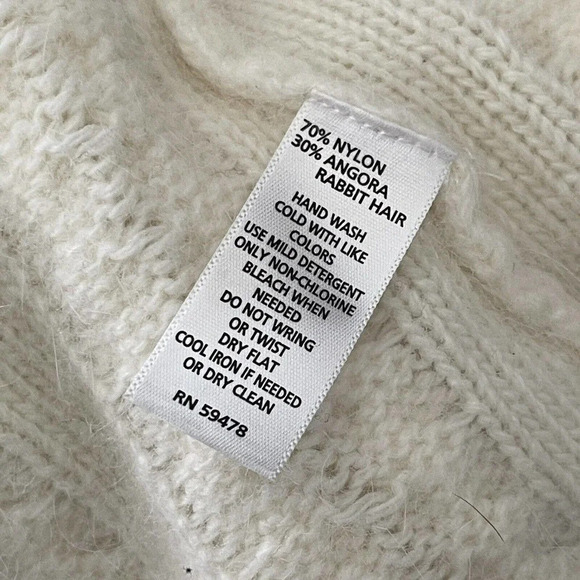 70% NYLON
30% ANGORA
RABBIT HAIR
HAND WASH
COLD WITH LIKE
COLORS
USE MILD DETERGENT
ONLY NON-CHLORINE
BLEACH WHEN
NEEDED
DO NOT WRING
OR TWIST
DRY FLAT
COOL IRON IF NEEDED
OR DRY CLEAN
RN 59478